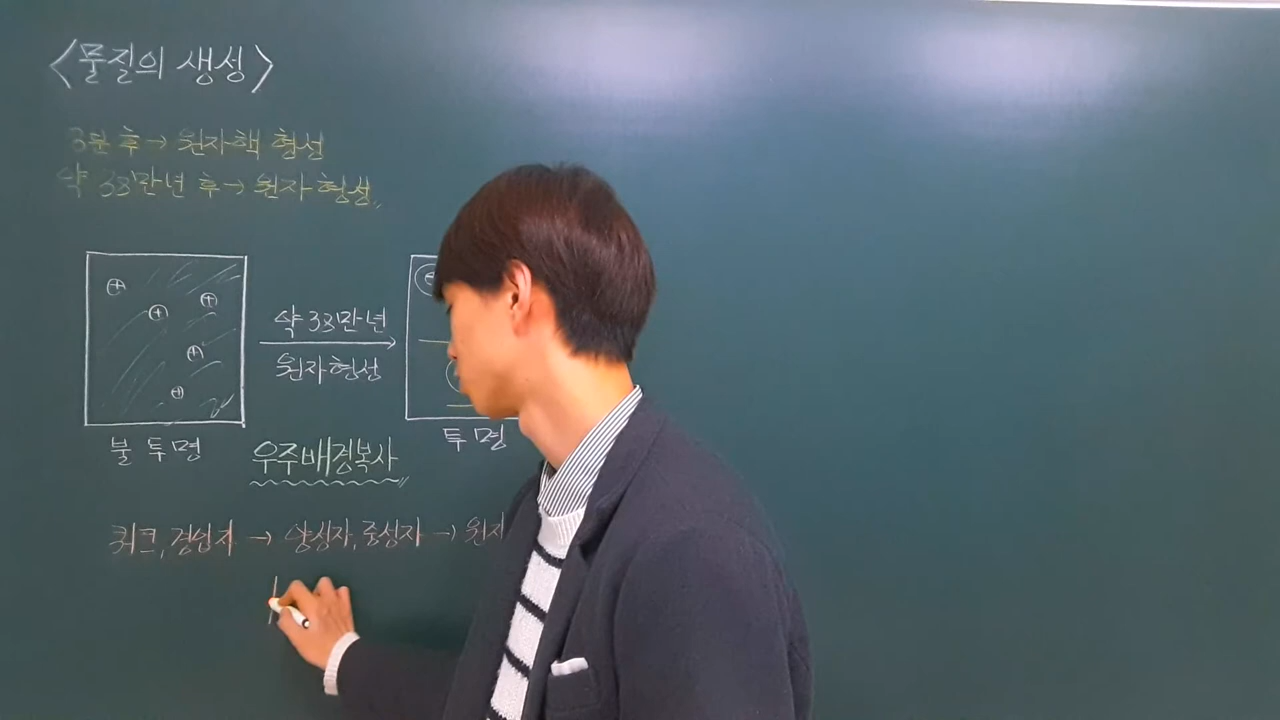 <물질의 생성>
3분 후→ 원자핵 형성
약 38만년 후→ 원자 형성
약 38만년
원자형성
불투명
투명
우주배경복사
쿼크, 경입자 → 양성자, 중성자 → 원자